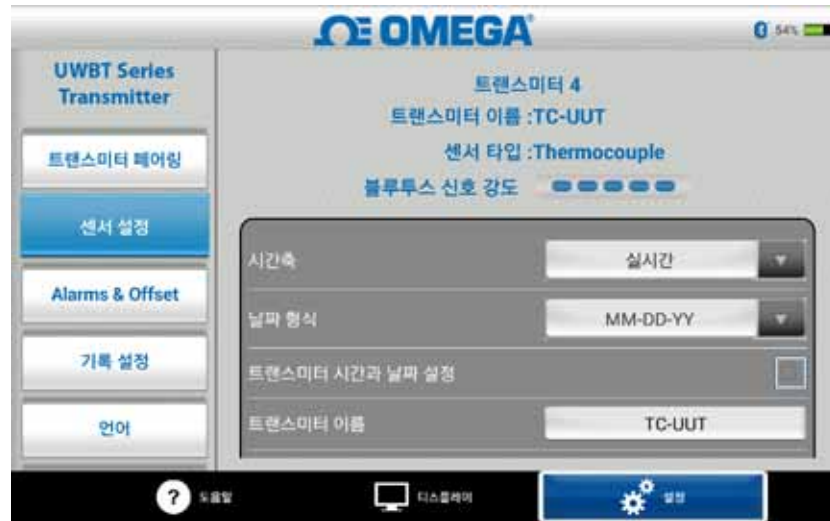 OMEGA
54%
UWBT Series
Transmitter
트랜스미터 페어링
센서 설정
Alarms & Offset
기록 설정
언어
트랜스미터 4
트랜스미터 이름 :TC-UUT
센서 타입 :Thermocouple
블루투스 신호 강도
시간축 실시간
날짜 형식 MM-DD-YY
트랜스미터 시간과 날짜 설정
트랜스미터 이름 TC-UUT
? 도움말 디스플레이 설정